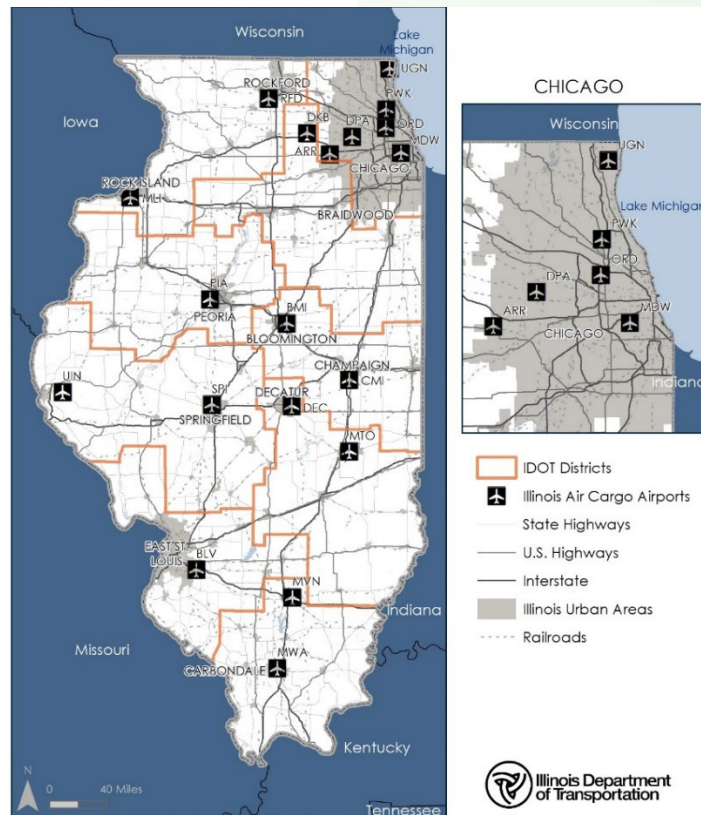 Wisconsin
Lake
Michigan
UGN
ROCKFORD
RFD
PWK
Iowa
DKB
DPA
ORD
ARR
MDW
CHICAGO
ROCK ISLAND
MLI
BRAIDWOOD
PIA
PEORIA
BMI
BLOOMINGTON
CHAMPAIGN
CMI
UIN
SPI
SPRINGFIELD
DECATUR
DEC
MTO
EAST ST.
LOUIS
BLV
MVN
Indiana
Missouri
MWA
CARBONDALE
Kentucky
N
0 40 Miles
Tennessee
CHICAGO
Wisconsin
UGN
Lake Michigan
PWK
ORD
DPA
ARR
MDW
CHICAGO
Indiana
IDOT Districts
Illinois Air Cargo Airports
State Highways
U.S. Highways
Interstate
Illinois Urban Areas
Railroads
Illinois Department
of Transportation